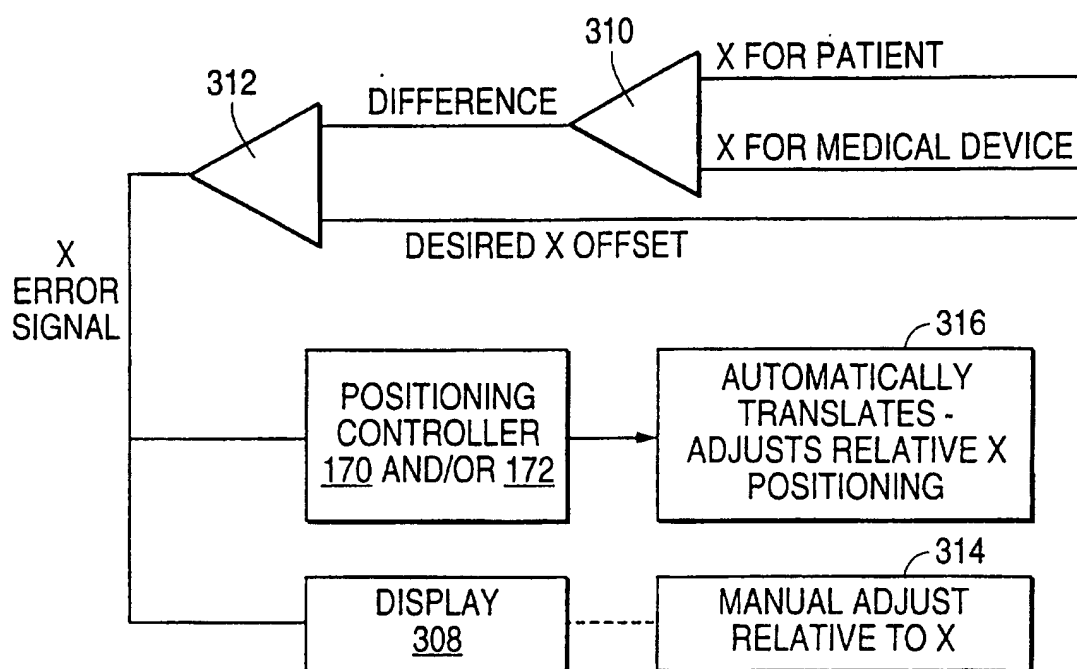 310
X FOR PATIENT
312
DIFFERENCE
X FOR MEDICAL DEVICE
DESIRED X OFFSET
X
ERROR
SIGNAL
316
POSITIONING
CONTROLLER
170 AND/OR 172
AUTOMATICALLY
TRANSLATES -
ADJUSTS RELATIVE X
POSITIONING
314
DISPLAY
308
MANUAL ADJUST
RELATIVE TO X